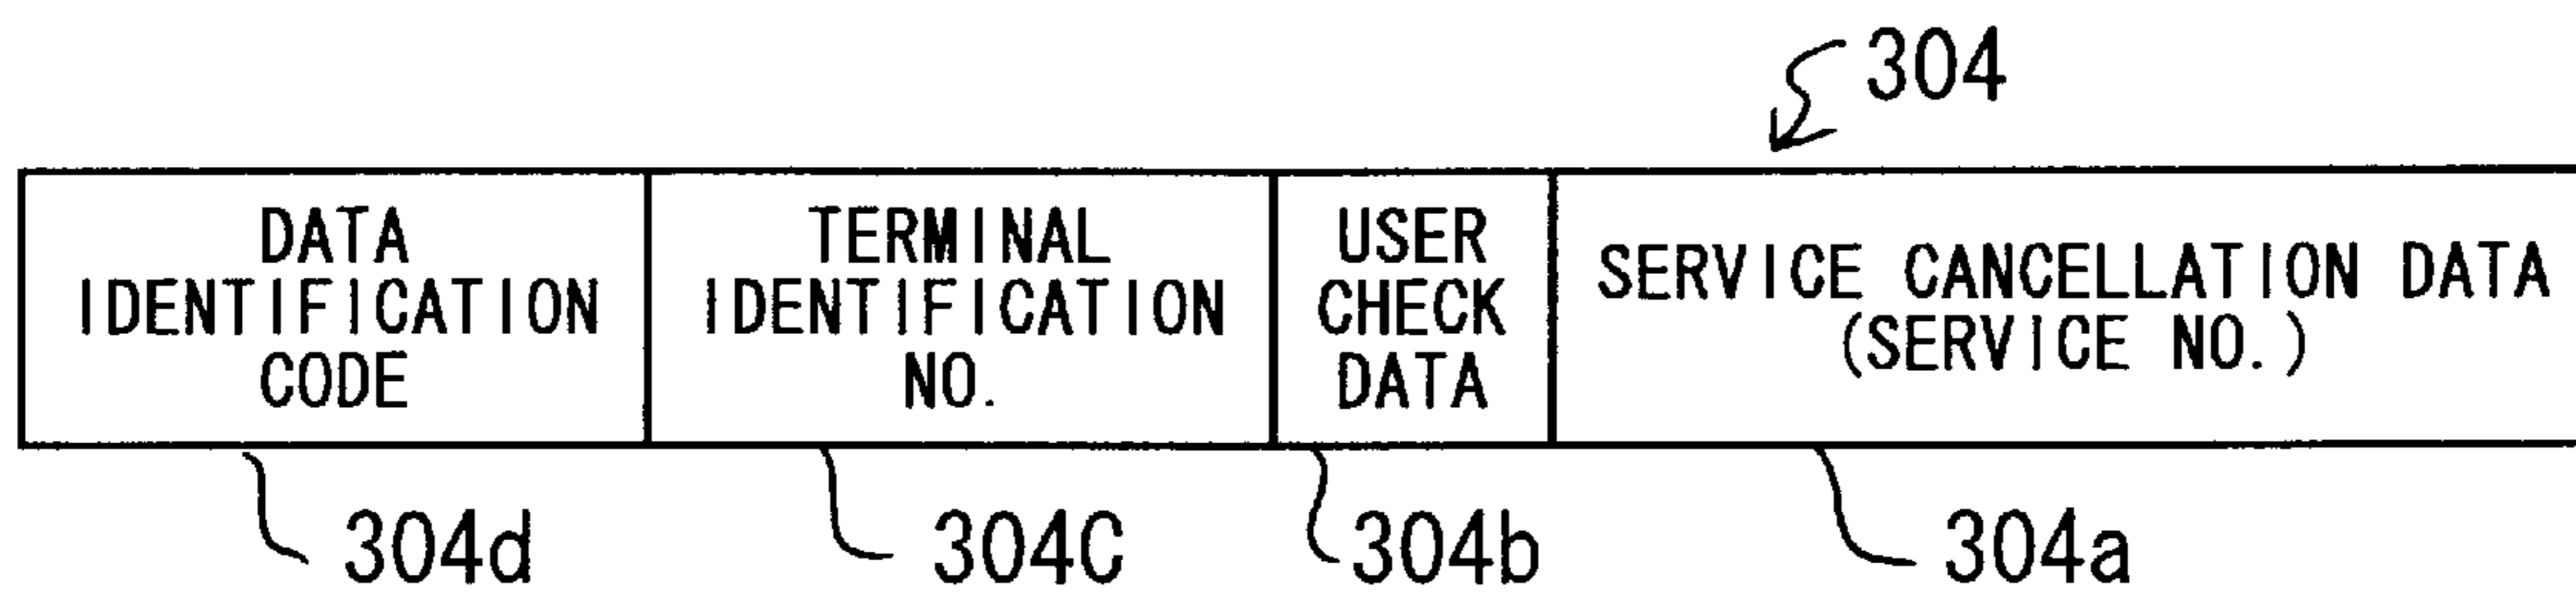 304
DATA
IDENTIFICATION
CODE
TERMINAL
IDENTIFICATION
NO.
USER
CHECK
DATA
SERVICE CANCELLATION DATA
(SERVICE NO.)
304d
304C
304b
304a